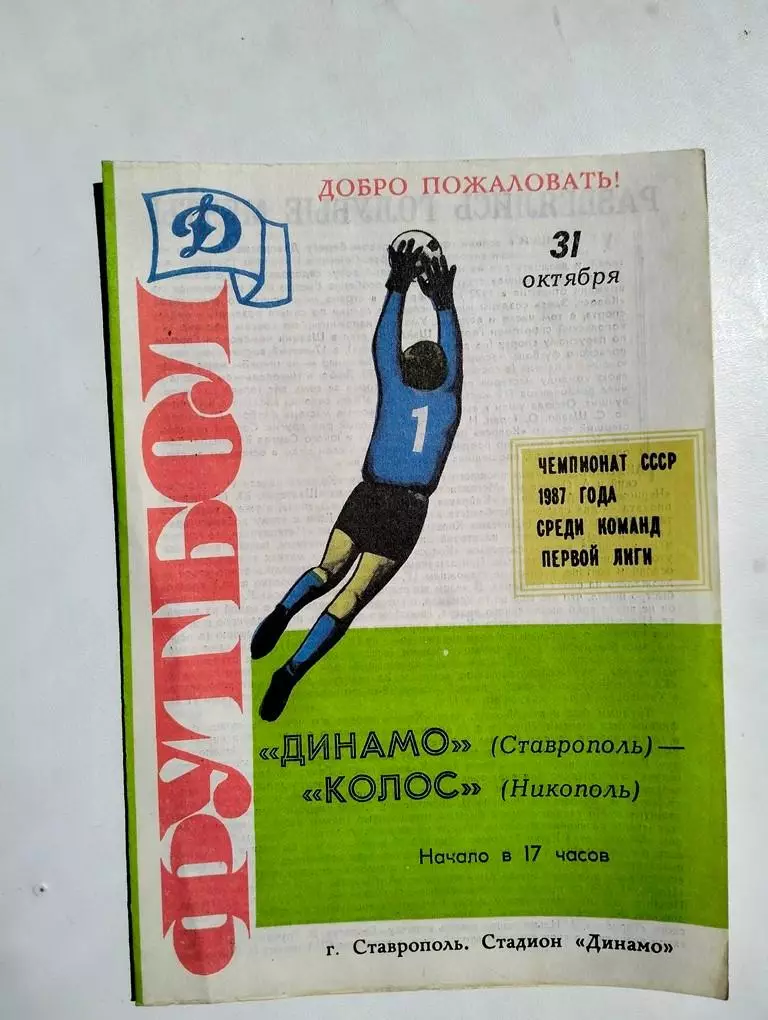 ДОБРО ПОЖАЛОВАТЬ!
Д
31
октября
ФУТБОЛ
1
ЧЕМПИОНАТ СССР
1987 ГОДА
СРЕДИ КОМАНД
ПЕРВОЙ ЛИГИ
«ДИНАМО» (Ставрополь) —
«КОЛОС» (Никополь)
Начало в 17 часов
г. Ставрополь. Стадион «Динамо»